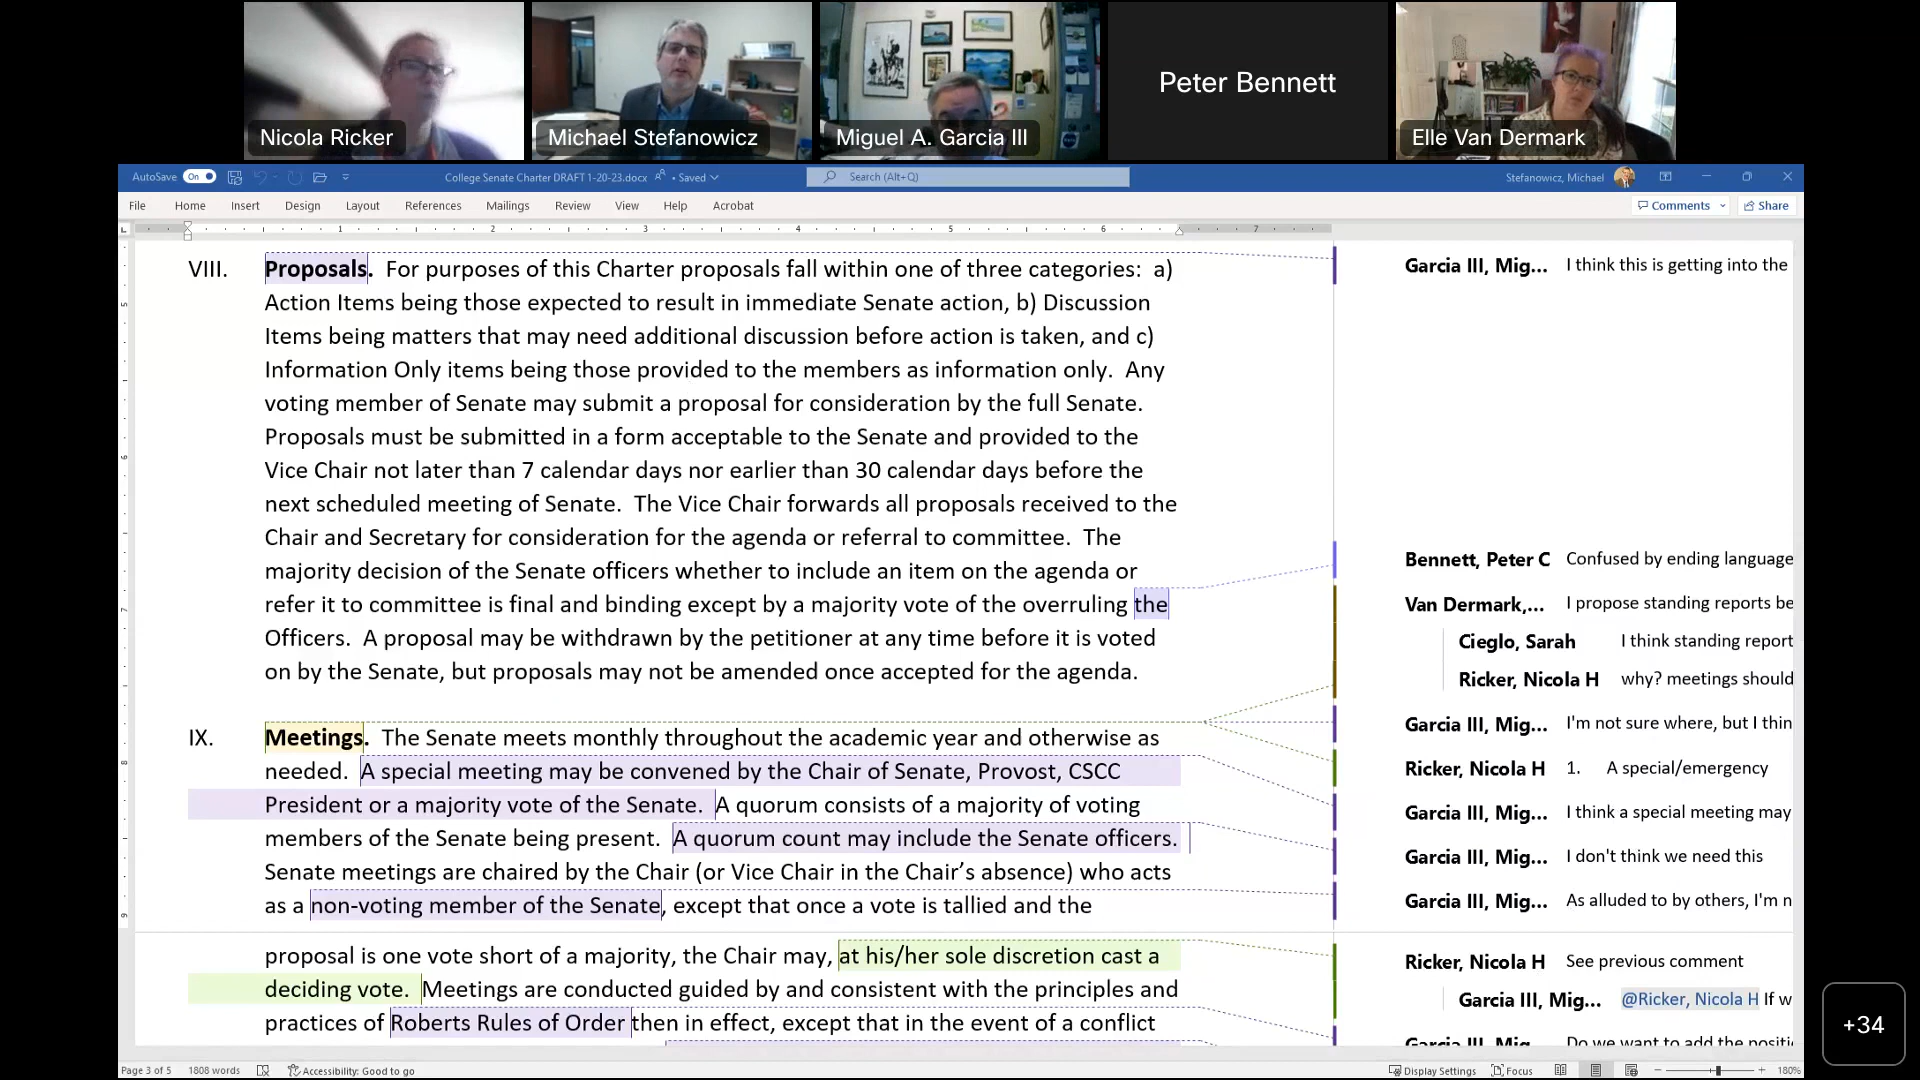 Nicola Ricker
Michael Stefanowicz
Miguel A. Garcia III
Peter Bennett
Elle Van Dermark
AutoSave On
College Senate Charter DRAFT 1-20-23.docx • Saved
Search (Alt+Q)
Stefanowicz, Michael
File Home Insert Design Layout References Mailings Review View Help Acrobat
Comments Share
1 2 3 4 5 6 7
VIII. Proposals. For purposes of this Charter proposals fall within one of three categories: a)
Action Items being those expected to result in immediate Senate action, b) Discussion
Items being matters that may need additional discussion before action is taken, and c)
Information Only items being those provided to the members as information only. Any
voting member of Senate may submit a proposal for consideration by the full Senate.
Proposals must be submitted in a form acceptable to the Senate and provided to the
Vice Chair not later than 7 calendar days nor earlier than 30 calendar days before the
next scheduled meeting of Senate. The Vice Chair forwards all proposals received to the
Chair and Secretary for consideration for the agenda or referral to committee. The
majority decision of the Senate officers whether to include an item on the agenda or
refer it to committee is final and binding except by a majority vote of the overruling the
Officers. A proposal may be withdrawn by the petitioner at any time before it is voted
on by the Senate, but proposals may not be amended once accepted for the agenda.
IX. Meetings. The Senate meets monthly throughout the academic year and otherwise as
needed. A special meeting may be convened by the Chair of Senate, Provost, CSCC
President or a majority vote of the Senate. A quorum consists of a majority of voting
members of the Senate being present. A quorum count may include the Senate officers.
Senate meetings are chaired by the Chair (or Vice Chair in the Chair's absence) who acts
as a non-voting member of the Senate, except that once a vote is tallied and the
proposal is one vote short of a majority, the Chair may, at his/her sole discretion cast a
deciding vote. Meetings are conducted guided by and consistent with the principles and
practices of Roberts Rules of Order then in effect, except that in the event of a conflict
Garcia III, Mig... I think this is getting into the
Bennett, Peter C Confused by ending language
Van Dermark,... I propose standing reports be
Cieglo, Sarah I think standing report
Ricker, Nicola H why? meetings should
Garcia III, Mig... I'm not sure where, but I thin
Ricker, Nicola H 1. A special/emergency
Garcia III, Mig... I think a special meeting may
Garcia III, Mig... I don't think we need this
Garcia III, Mig... As alluded to by others, I'm n
Ricker, Nicola H See previous comment
Garcia III, Mig... @Ricker, Nicola H If w
Garcia III, Mig... Do we want to add the positi
+34
Page 3 of 5 1808 words Accessibility: Good to go
Display Settings Focus 180%